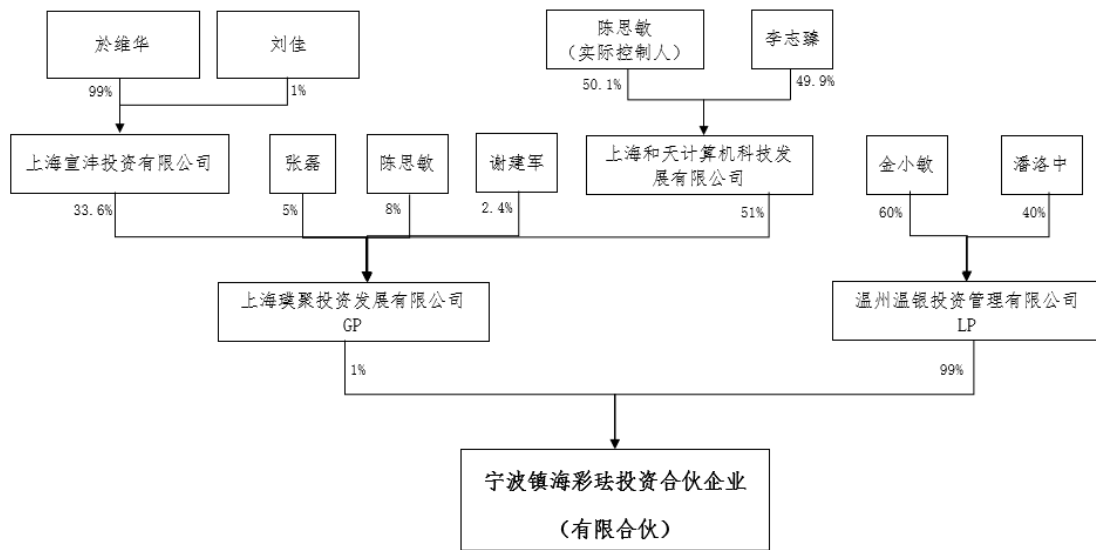 於维华
刘佳
陈思敏
（实际控制人）
李志臻
99%
1%
50.1%
49.9%
上海宣沣投资有限公司
张磊
陈思敏
谢建军
上海和天计算机科技发
展有限公司
金小敏
潘洛中
33.6%
5%
8%
2.4%
51%
60%
40%
上海璞聚投资发展有限公司
GP
温州温银投资管理有限公司
LP
1%
99%
宁波镇海彩珐投资合伙企业
（有限合伙）